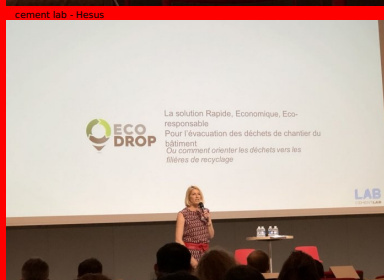 cement lab - Hesus
ECO
DROP
La solution Rapide, Economique, Eco-
responsable
Pour l'évacuation des déchets de chantier du
bâtiment
Ou comment orienter les déchets vers les
filières de recyclage
LAB